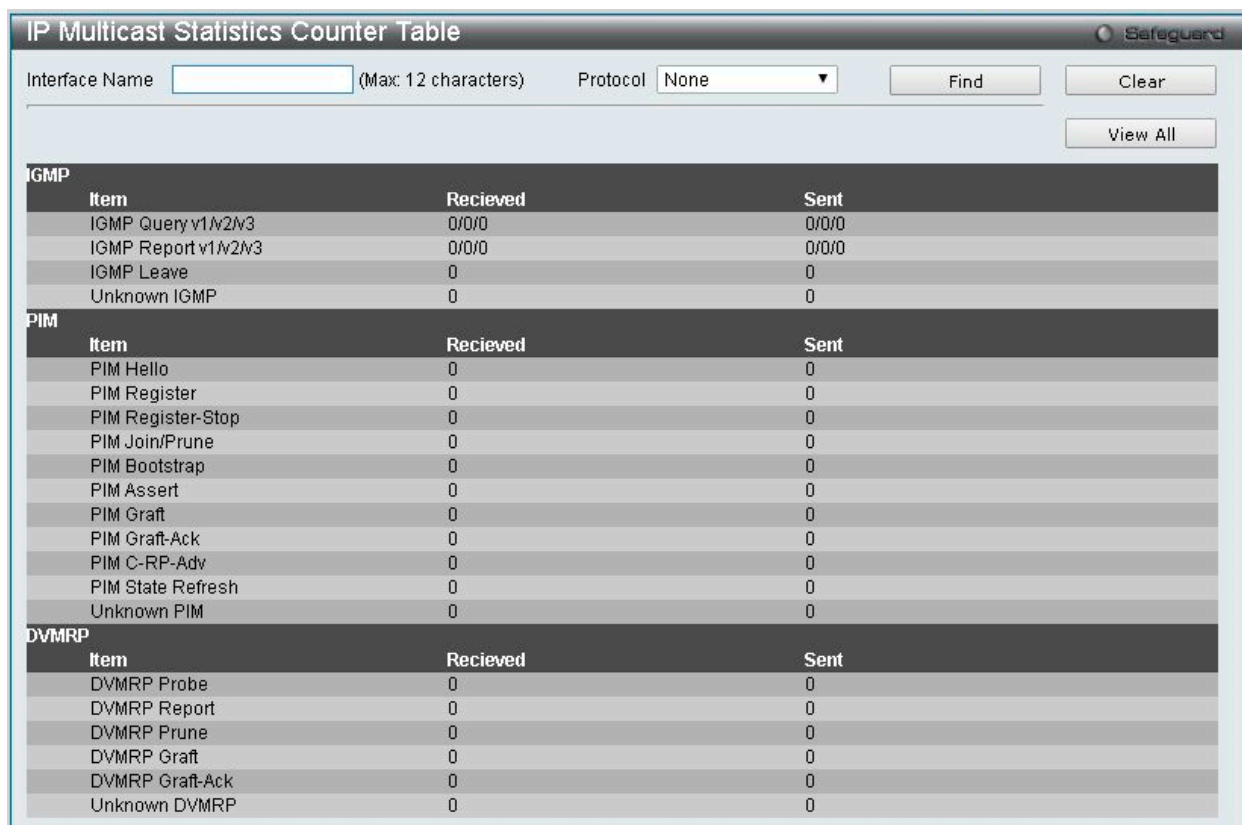 IP Multicast Statistics Counter Table Safeguard
Interface Name (Max: 12 characters) Protocol None Find Clear
View All
IGMP
Item Recieved Sent
IGMP Query v1/v2/v3 0/0/0 0/0/0
IGMP Report v1/v2/v3 0/0/0 0/0/0
IGMP Leave 0 0
Unknown IGMP 0 0
PIM
Item Recieved Sent
PIM Hello 0 0
PIM Register 0 0
PIM Register-Stop 0 0
PIM Join/Prune 0 0
PIM Bootstrap 0 0
PIM Assert 0 0
PIM Graft 0 0
PIM Graft-Ack 0 0
PIM C-RP-Adv 0 0
PIM State Refresh 0 0
Unknown PIM 0 0
DVMRP
Item Recieved Sent
DVMRP Probe 0 0
DVMRP Report 0 0
DVMRP Prune 0 0
DVMRP Graft 0 0
DVMRP Graft-Ack 0 0
Unknown DVMRP 0 0